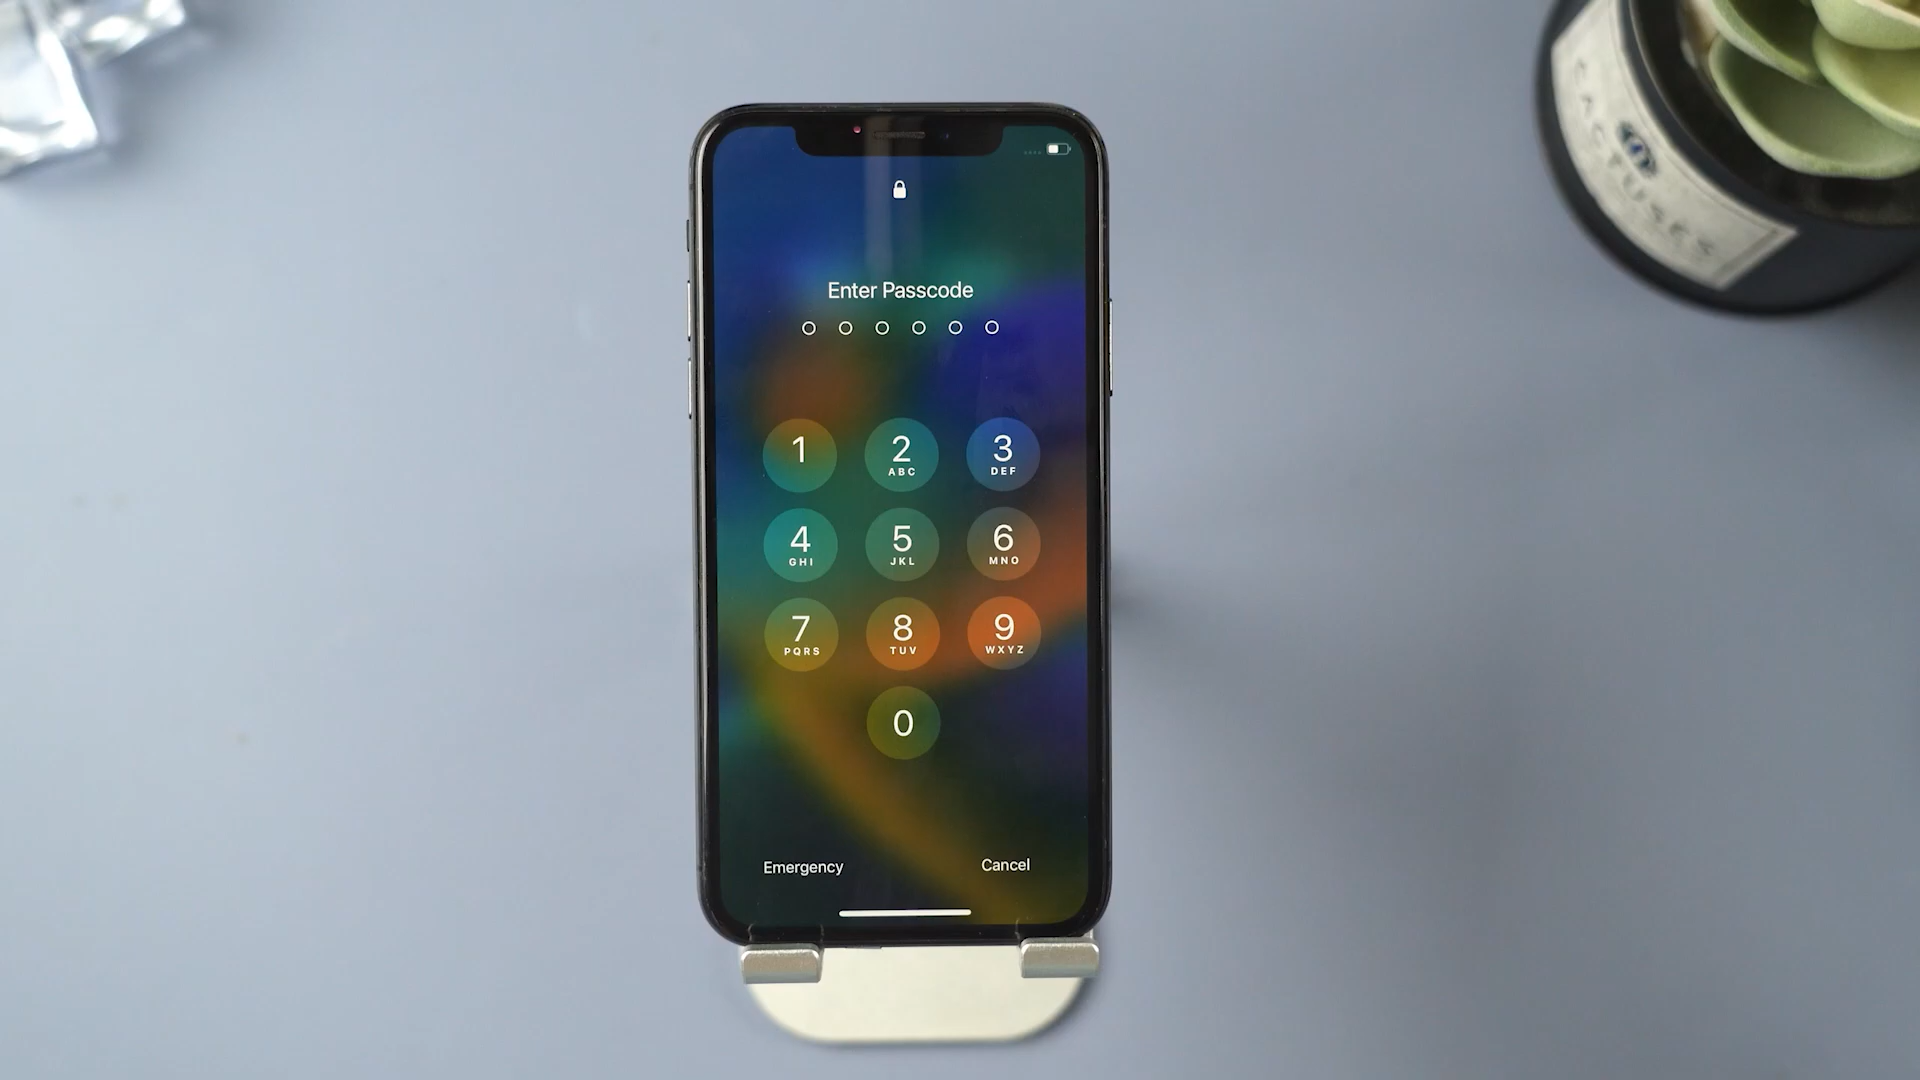 Enter Passcode
1
2
ABC
3
DEF
4
GHI
5
JKL
6
MNO
7
PQRS
8
TUV
9
WXYZ
0
Emergency
Cancel
CACTUSES